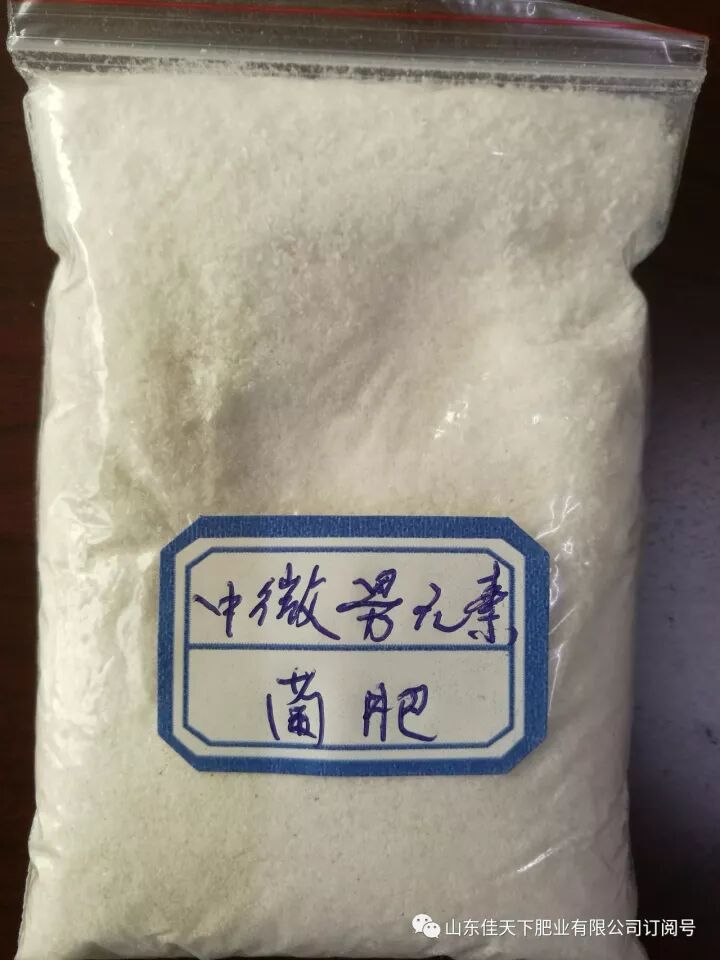 中微量元素
菌肥
山东佳天下肥业有限公司订阅号